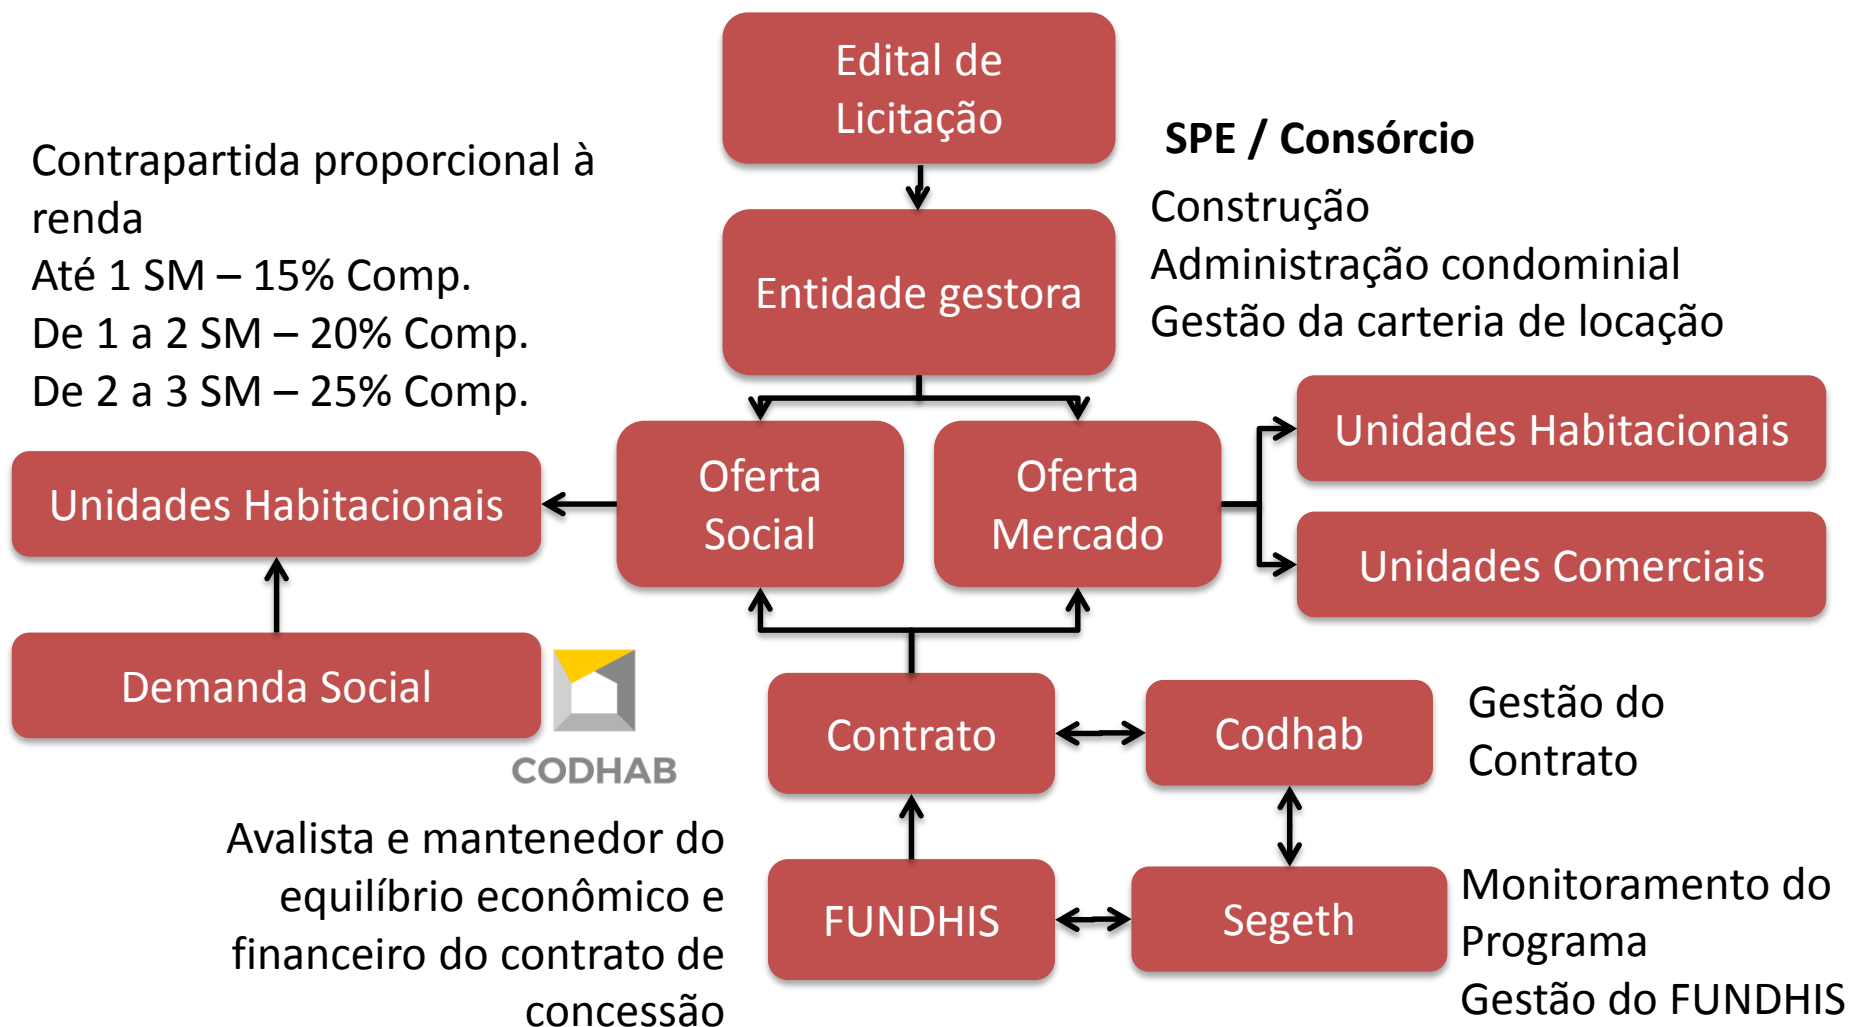 Edital de
Licitação
SPE / Consórcio
Contrapartida proporcional à
renda
Até 1 SM – 15% Comp.
De 1 a 2 SM – 20% Comp.
De 2 a 3 SM – 25% Comp.
Entidade gestora
Construção
Administração condominial
Gestão da carteria de locação
Unidades Habitacionais
Oferta
Social
Oferta
Mercado
Unidades Habitacionais
Unidades Comerciais
Demanda Social
CODHAB
Contrato
Codhab
Gestão do
Contrato
Avalista e mantenedor do
equilíbrio econômico e
financeiro do contrato de
concessão
FUNDHIS
Segeth
Monitoramento do
Programa
Gestão do FUNDHIS